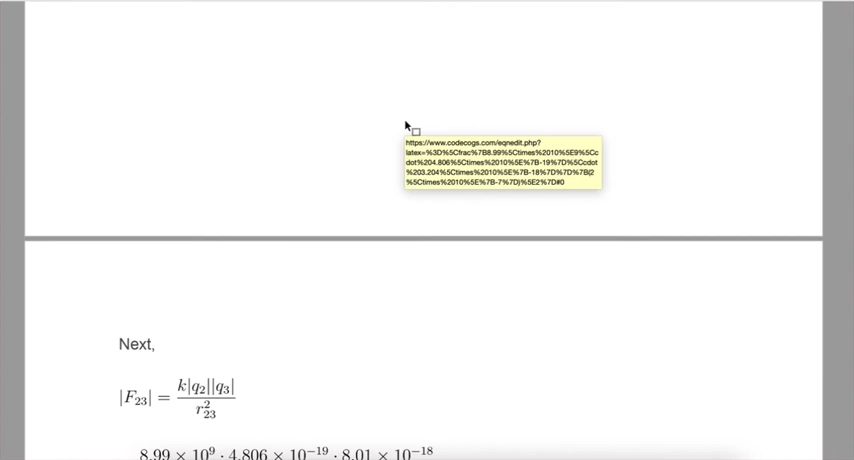 https://www.codecogs.com/eqnedit.php?
latex=%3D%5Cfrac%7B8.99%5Ctimes%2010%5E9%5Cc
dot%204.806%5Ctimes%2010%5E%7B-19%7D%5Ccdot
%203.204%5Ctimes%2010%5E%7B-18%7D%7D%7B(2
%5Ctimes%2010%5E%7B-7%7D)%5E2%7D#0
Next,
|F₂₃| = k|q₂||q₃| / r₂₃²
8.99 × 10⁹ · 4.806 × 10⁻¹⁹ · 8.01 × 10⁻¹⁸